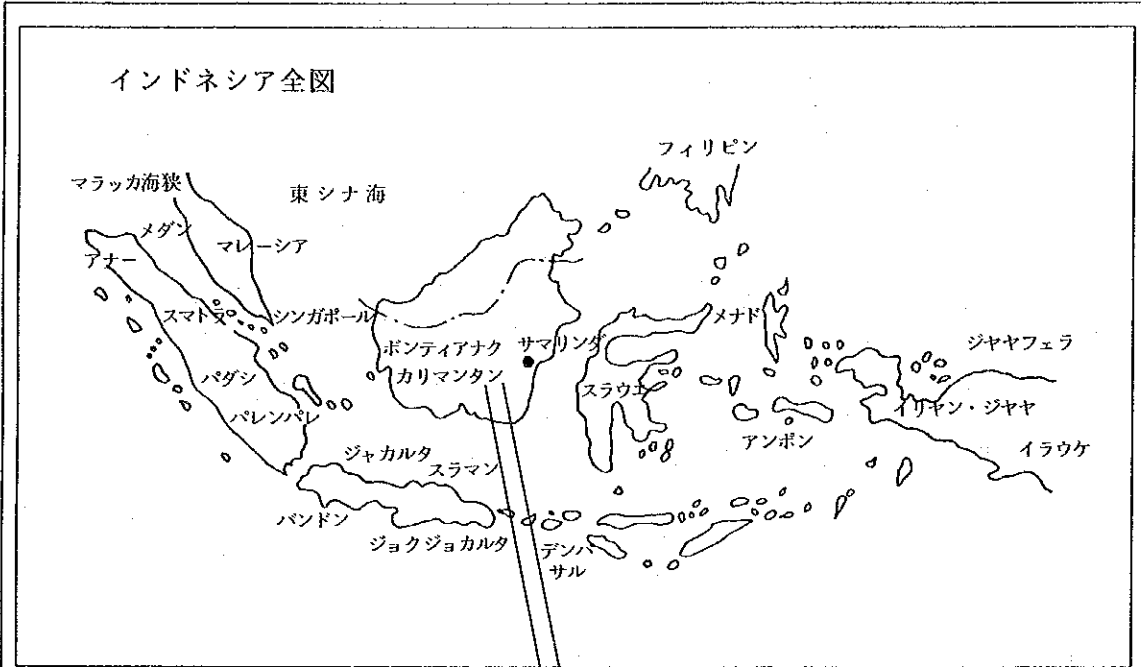 インドネシア全図
フィリピン
マラッカ海狭
東シナ海
メダン
マレーシア
アナー
スマトラ
シンガポール
メナド
ポンティアナク
サマリンダ
ジャヤフェラ
カリマンタン
パダシ
スラウエ
パレンパレ
イリヤン・ジャヤ
アンボン
ジャカルタ
スラマン
イラウケ
バンドン
ジョクジョカルタ
デンパ
サル